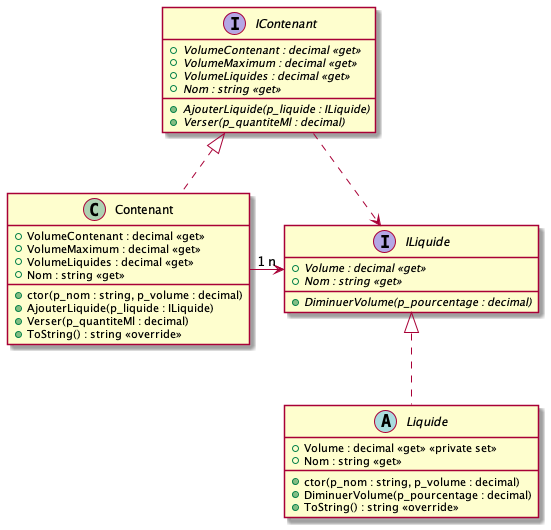 I IContenant
VolumeContenant : decimal «get»
VolumeMaximum : decimal «get»
VolumeLiquides : decimal «get»
Nom : string «get»
AjouterLiquide(p_liquide : ILiquide)
Verser(p_quantiteMl : decimal)
C Contenant
VolumeContenant : decimal «get»
VolumeMaximum : decimal «get»
VolumeLiquides : decimal «get»
Nom : string «get»
ctor(p_nom : string, p_volume : decimal)
AjouterLiquide(p_liquide : ILiquide)
Verser(p_quantiteMl : decimal)
ToString() : string «override»
1 n
I ILiquide
Volume : decimal «get»
Nom : string «get»
DiminuerVolume(p_pourcentage : decimal)
A Liquide
Volume : decimal «get» «private set»
Nom : string «get»
ctor(p_nom : string, p_volume : decimal)
DiminuerVolume(p_pourcentage : decimal)
ToString() : string «override»